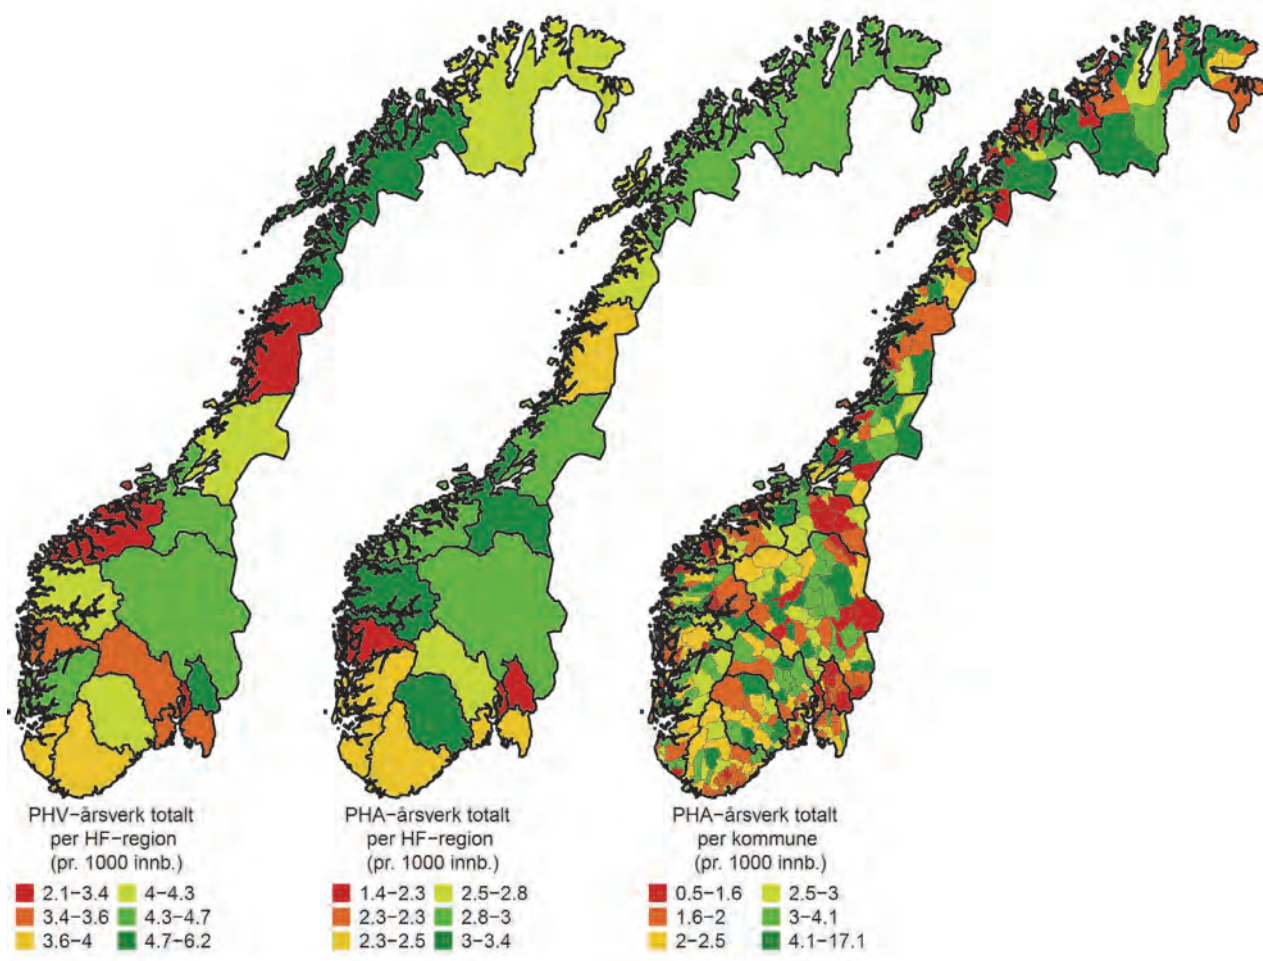 PHV−årsverk totalt
per HF−region
(pr. 1000 innb.)
2.1−3.4
4−4.3
3.4−3.6
4.3−4.7
3.6−4
4.7−6.2
PHA−årsverk totalt
per HF−region
(pr. 1000 innb.)
1.4−2.3
2.5−2.8
2.3−2.3
2.8−3
2.3−2.5
3−3.4
PHA−årsverk totalt
per kommune
(pr. 1000 innb.)
0.5−1.6
2.5−3
1.6−2
3−4.1
2−2.5
4.1−17.1